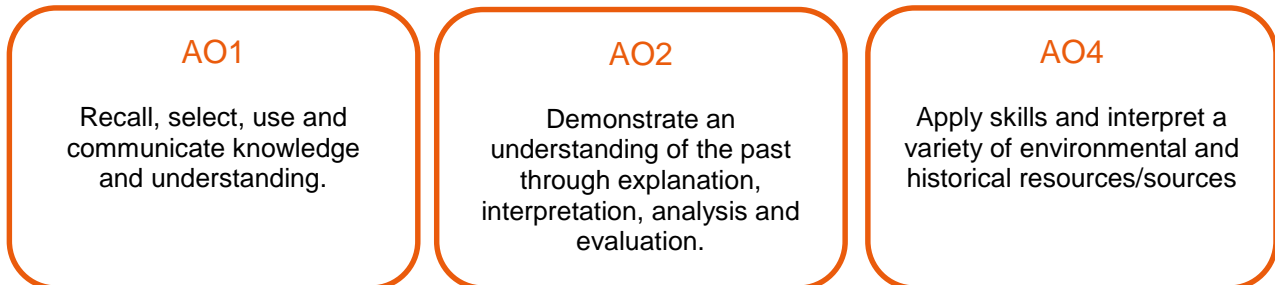 AO1
Recall, select, use and
communicate knowledge
and understanding.
AO2
Demonstrate an
understanding of the past
through explanation,
interpretation, analysis and
evaluation.
AO4
Apply skills and interpret a
variety of environmental and
historical resources/sources